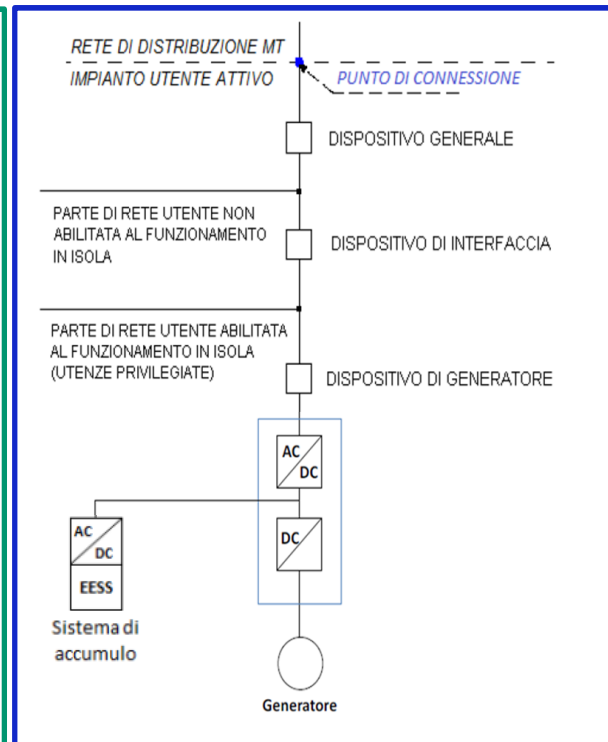 RETE DI DISTRIBUZIONE MT
IMPIANTO UTENTE ATTIVO
PUNTO DI CONNESSIONE
DISPOSITIVO GENERALE
PARTE DI RETE UTENTE NON
ABILITATA AL FUNZIONAMENTO
IN ISOLA
DISPOSITIVO DI INTERFACCIA
PARTE DI RETE UTENTE ABILITATA
AL FUNZIONAMENTO IN ISOLA
(UTENZE PRIVILEGIATE)
DISPOSITIVO DI GENERATORE
AC
DC
AC
DC
EESS
DC
Sistema di
accumulo
Generatore